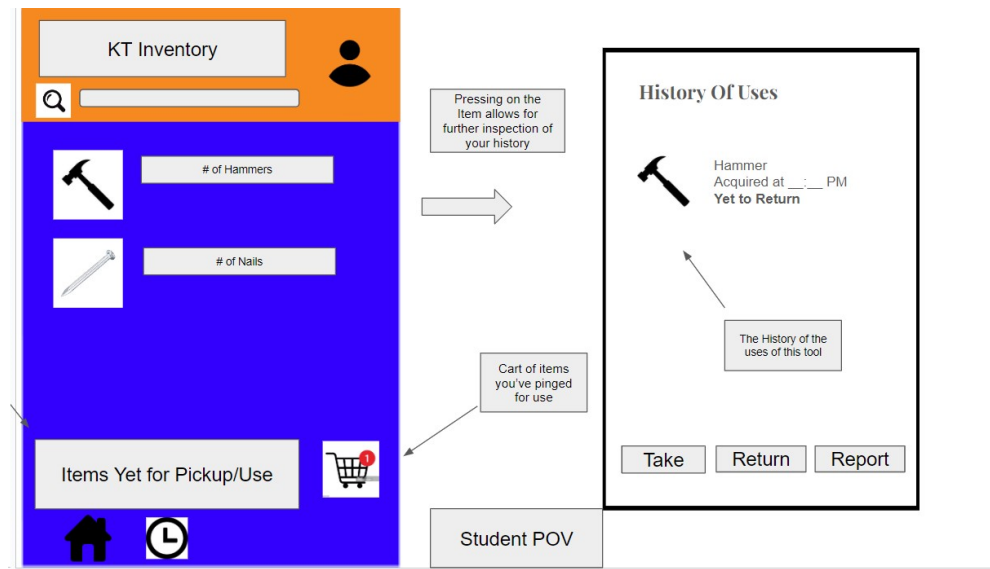 KT Inventory
# of Hammers
# of Nails
Items Yet for Pickup/Use
1
Pressing on the
Item allows for
further inspection of
your history
Cart of items
you've pinged
for use
Student POV
History Of Uses
Hammer
Acquired at __:__ PM
Yet to Return
The History of the
uses of this tool
Take
Return
Report